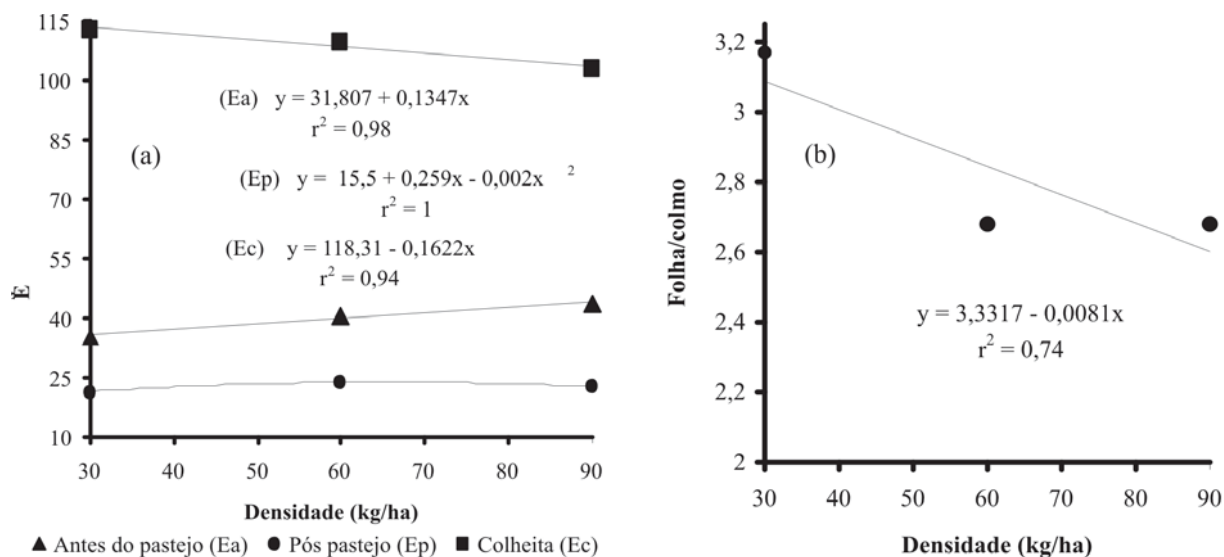 115
100
85
70
55
40
25
10
(Ea) y = 31,807 + 0,1347x
r² = 0,98
(a)
(Ep) y = 15,5 + 0,259x - 0,002x ²
r² = 1
(Ec) y = 118,31 - 0,1622x
r² = 0,94
30 40 50 60 70 80 90
Densidade (kg/ha)
▲ Antes do pastejo (Ea) ● Pós pastejo (Ep) ■ Colheita (Ec)
Folha/colmo
3,2
3
2,8
2,6
2,4
2,2
2
(b)
y = 3,3317 - 0,0081x
r² = 0,74
30 40 50 60 70 80 90
Densidade (kg/ha)